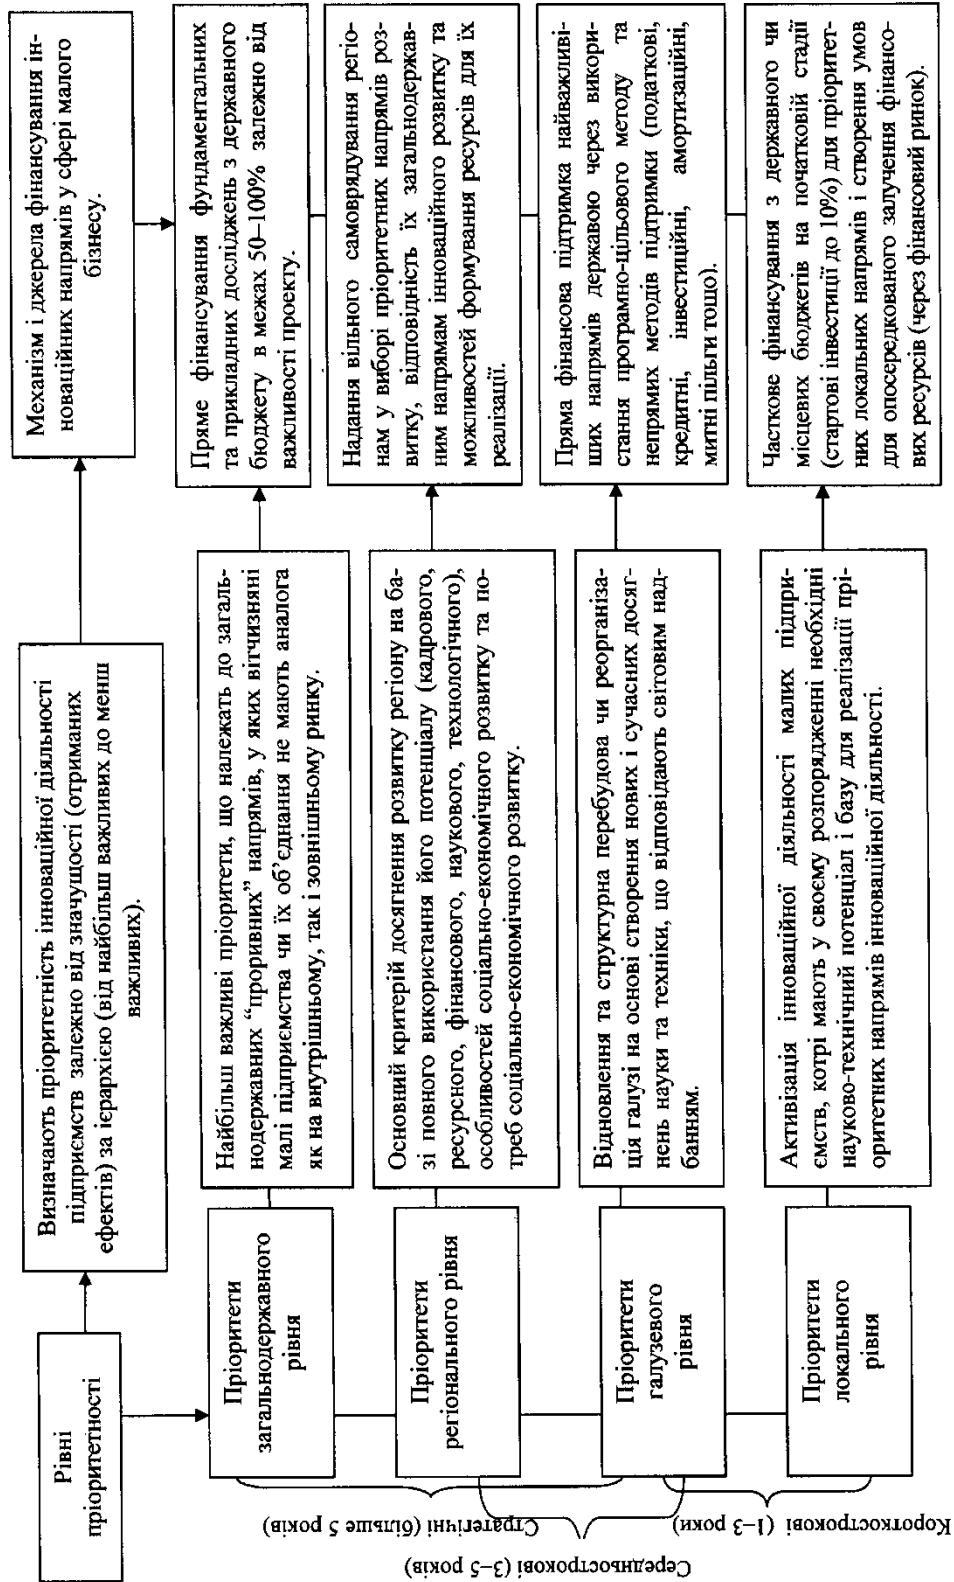 Рівні
пріоритетності
Визначають пріоритетність інноваційної діяльності
підприємств залежно від значущості (отриманих
ефектів) за ієрархією (від найбільш важливих до менш
важливих).
Механізм і джерела фінансування ін-
новаційних напрямів у сфері малого
бізнесу.
Пріоритети
загальнодержавного
рівня
Найбільш важливі пріоритети, що належать до загаль-
нодержавних “проривних” напрямів, у яких вітчизняні
малі підприємства чи їх об’єднання не мають аналога
як на внутрішньому, так і зовнішньому ринку.
Пряме фінансування фундаментальних
та прикладних досліджень з державного
бюджету в межах 50–100% залежно від
важливості проекту.
Пріоритети
регіонального рівня
Основний критерій досягнення розвитку регіону на ба-
зі повного використання його потенціалу (кадрового,
ресурсного, фінансового, наукового, технологічного),
особливостей соціально-економічного розвитку та по-
треб соціально-економічного розвитку.
Надання вільного самоврядування регіо-
нам у виборі пріоритетних напрямів роз-
витку, відповідність їх загальнодержав-
ним напрямам інноваційного розвитку та
можливостей формування ресурсів для їх
реалізації.
Пріоритети
галузевого
рівня
Відновлення та структурна перебудова чи реорганіза-
ція галузі на основі створення нових і сучасних досяг-
нень науки та техніки, що відповідають світовим над-
банням.
Пряма фінансова підтримка найважливі-
ших напрямів державою через викори-
стання програмно-цільового методу та
непрямих методів підтримки (податкові,
кредитні, інвестиційні, амортизаційні,
митні пільги тощо).
Пріоритети
локального
рівня
Активізація інноваційної діяльності малих підпри-
ємств, котрі мають у своєму розпорядженні необхідні
науково-технічний потенціал і базу для реалізації прі-
оритетних напрямів інноваційної діяльності.
Часткове фінансування з державного чи
місцевих бюджетів на початковій стадії
(стартові інвестиції до 10%) для пріоритет-
них локальних напрямів і створення умов
для опосередкованого залучення фінансо-
вих ресурсів (через фінансовий ринок).
Стратегічні (більше 5 років)
Середньострокові (3–5 років)
Короткострокові (1–3 роки)